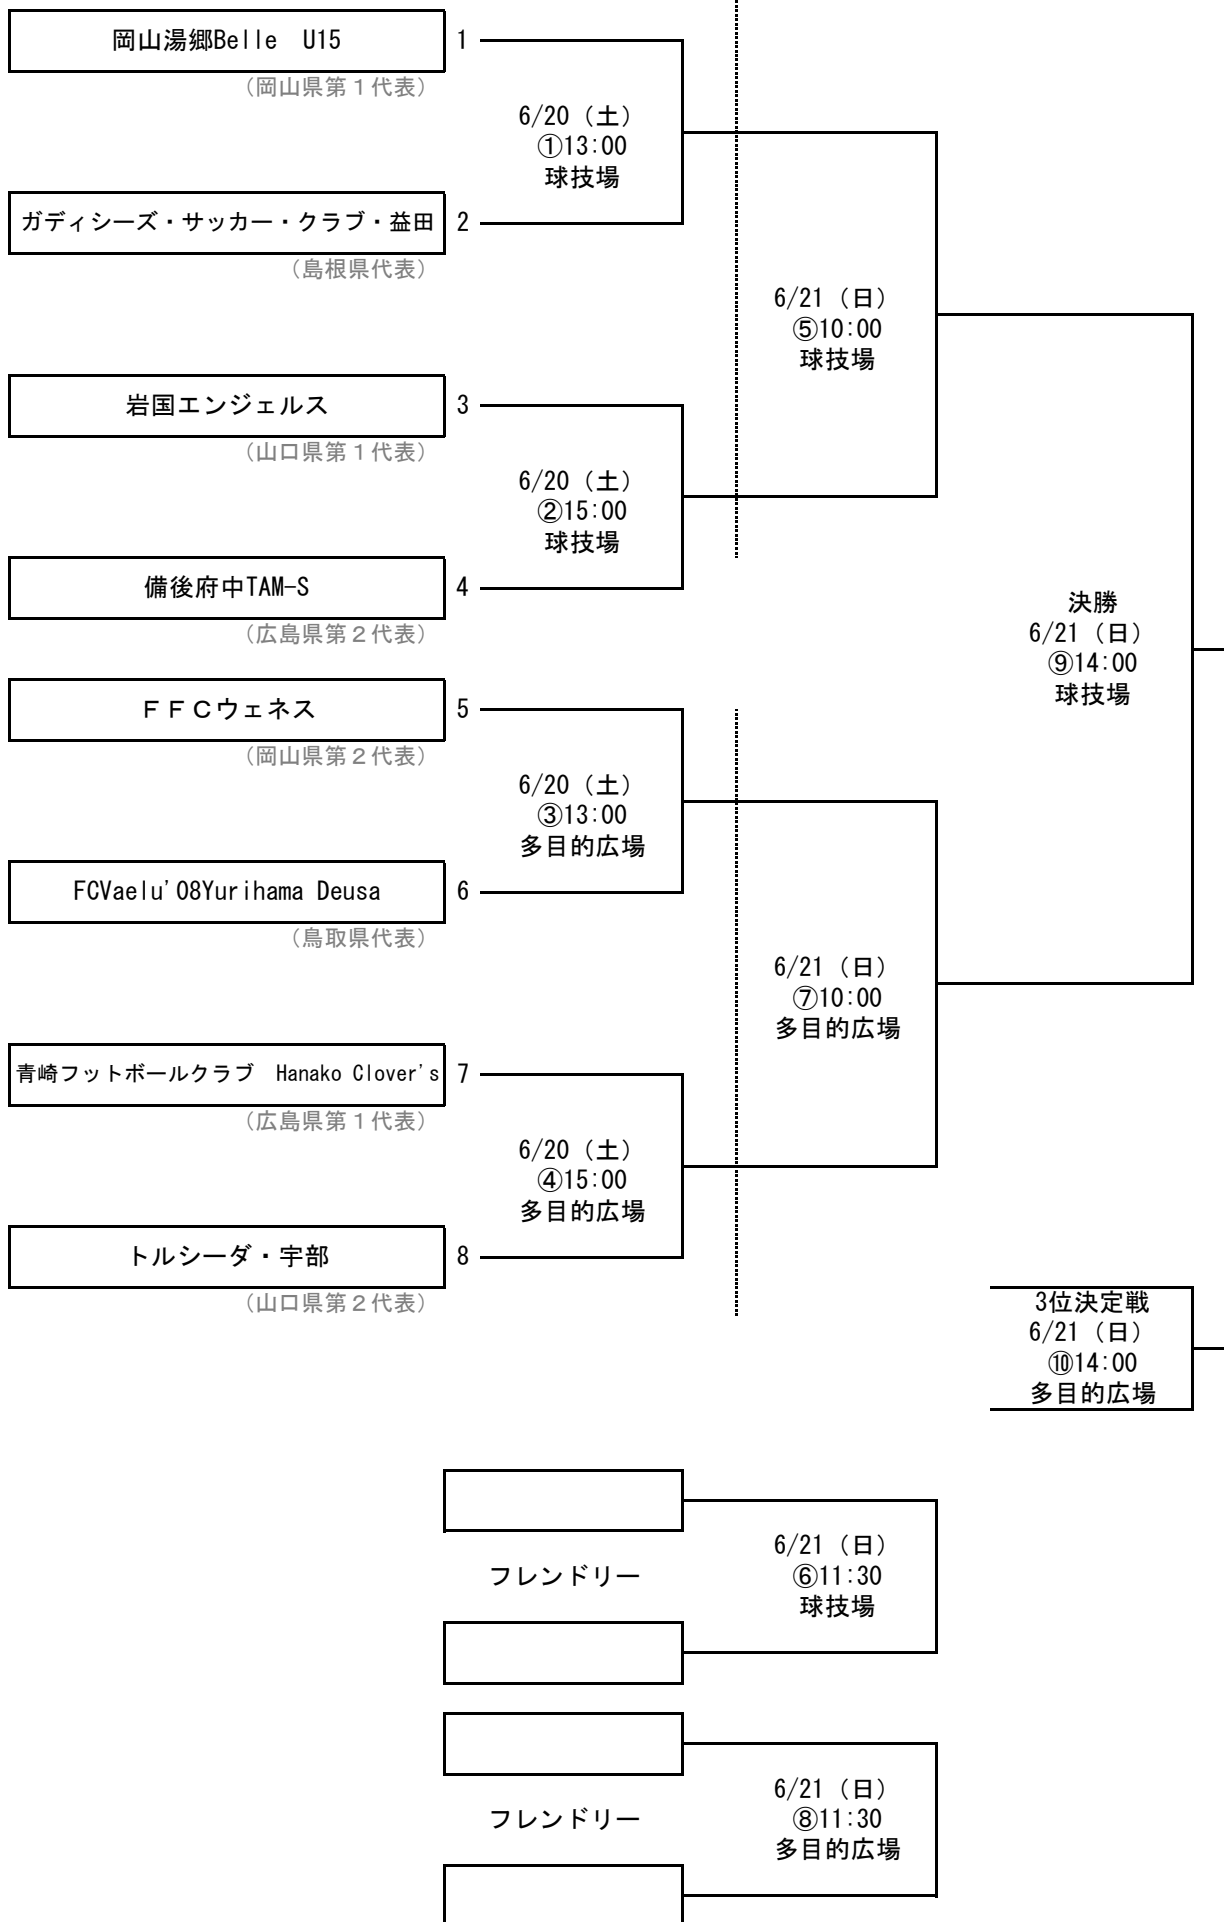 岡山湯郷Belle　U15
1
（岡山県第１代表）
6/20（土）
①13:00
球技場
ガディシーズ・サッカー・クラブ・益田
2
（島根県代表）
6/21（日）
⑤10:00
球技場
岩国エンジェルス
3
（山口県第１代表）
6/20（土）
②15:00
球技場
備後府中TAM-S
4
（広島県第２代表）
決勝
6/21（日）
⑨14:00
球技場
ＦＦＣウェネス
5
（岡山県第２代表）
6/20（土）
③13:00
多目的広場
FCVaelu'08Yurihama Deusa
6
（鳥取県代表）
6/21（日）
⑦10:00
多目的広場
青崎フットボールクラブ　Hanako Clover's
7
（広島県第１代表）
6/20（土）
④15:00
多目的広場
トルシーダ・宇部
8
（山口県第２代表）
3位決定戦
6/21（日）
⑩14:00
多目的広場
フレンドリー
6/21（日）
⑥11:30
球技場
フレンドリー
6/21（日）
⑧11:30
多目的広場